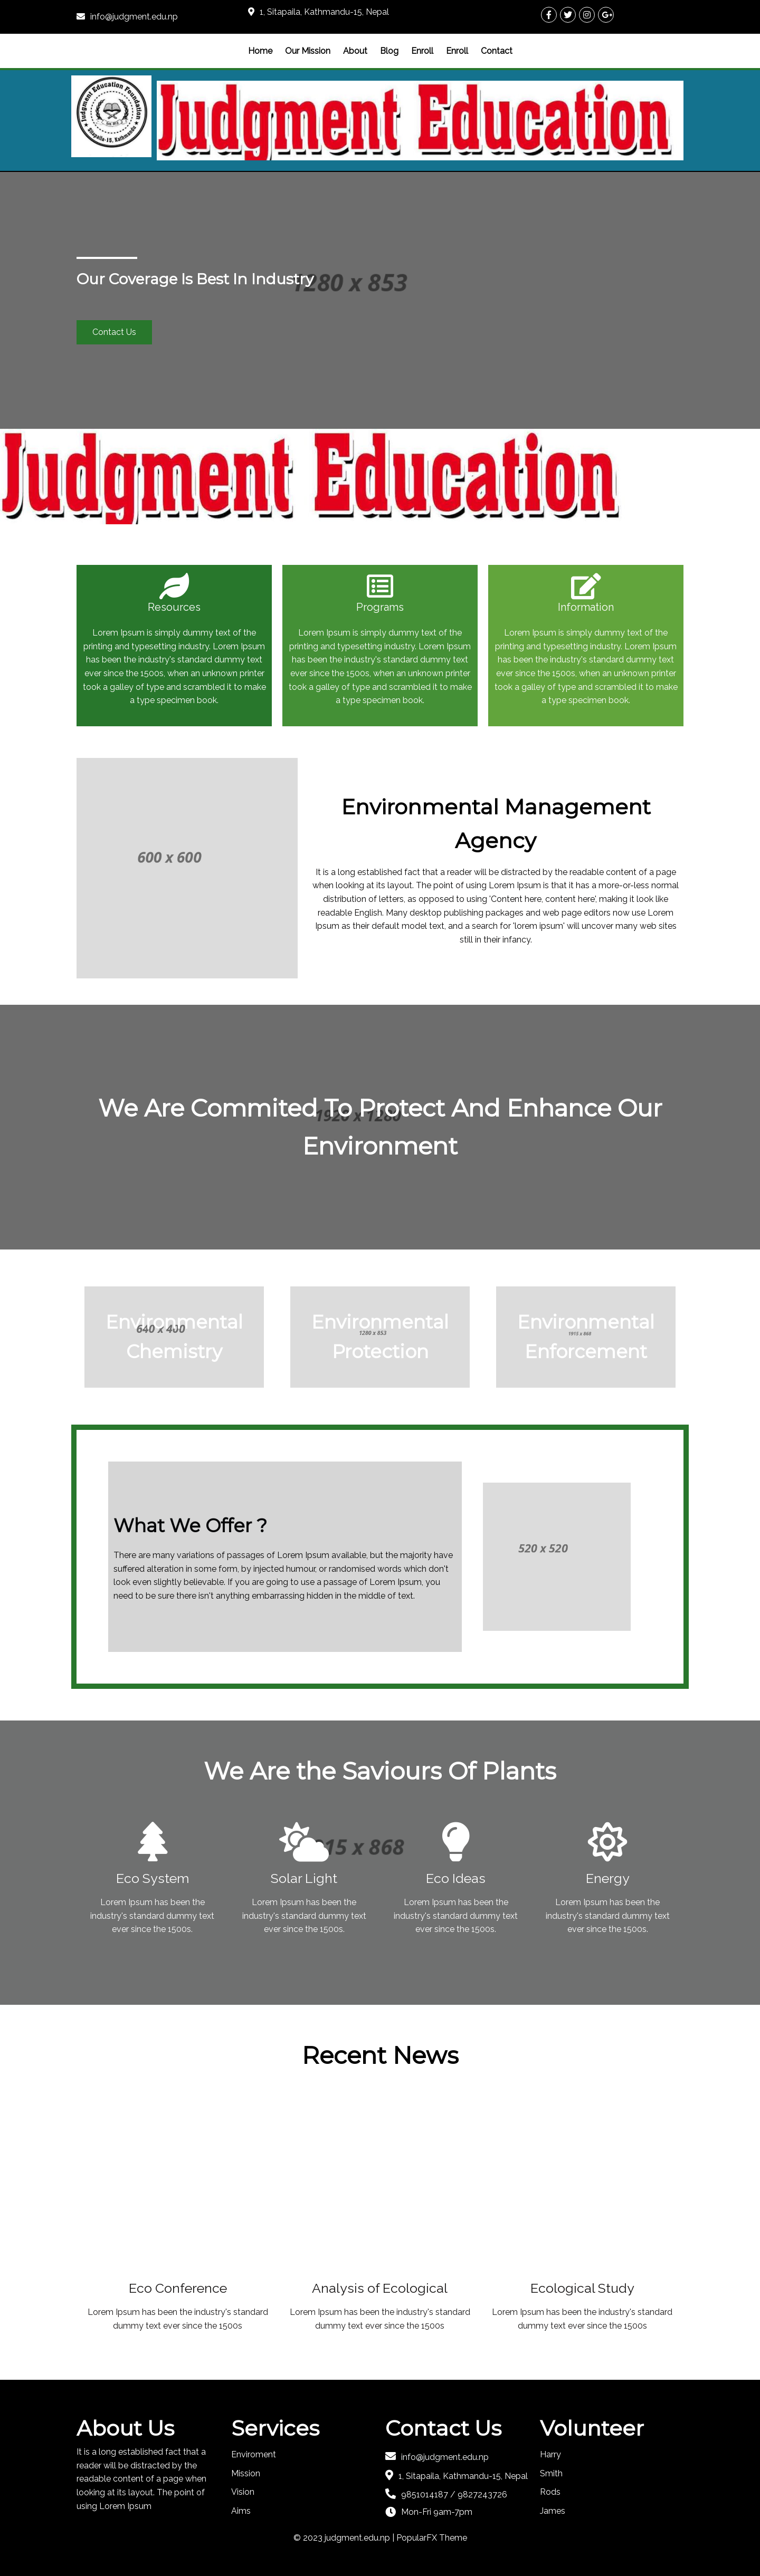 info@judgment.edu.np
1, Sitapaila, Kathmandu-15, Nepal
Home Our Mission About Blog Enroll Enroll Contact
Judgment Education Foundation
Sitapaila-15, Kathmandu
Judgment Education
1280 x 853
Our Coverage Is Best In Industry
Contact Us
Judgment Education
Resources
Lorem Ipsum is simply dummy text of the
printing and typesetting industry. Lorem Ipsum
has been the industry's standard dummy text
ever since the 1500s, when an unknown printer
took a galley of type and scrambled it to make
a type specimen book.
Programs
Lorem Ipsum is simply dummy text of the
printing and typesetting industry. Lorem Ipsum
has been the industry's standard dummy text
ever since the 1500s, when an unknown printer
took a galley of type and scrambled it to make
a type specimen book.
Information
Lorem Ipsum is simply dummy text of the
printing and typesetting industry. Lorem Ipsum
has been the industry's standard dummy text
ever since the 1500s, when an unknown printer
took a galley of type and scrambled it to make
a type specimen book.
600 x 600
Environmental Management
Agency
It is a long established fact that a reader will be distracted by the readable content of a page
when looking at its layout. The point of using Lorem Ipsum is that it has a more-or-less normal
distribution of letters, as opposed to using 'Content here, content here', making it look like
readable English. Many desktop publishing packages and web page editors now use Lorem
Ipsum as their default model text, and a search for 'lorem ipsum' will uncover many web sites
still in their infancy.
1920 x 1280
We Are Commited To Protect And Enhance Our
Environment
640 x 400
Environmental
Chemistry
1280 x 853
Environmental
Protection
1915 x 868
Environmental
Enforcement
What We Offer ?
There are many variations of passages of Lorem Ipsum available, but the majority have
suffered alteration in some form, by injected humour, or randomised words which don't
look even slightly believable. If you are going to use a passage of Lorem Ipsum, you
need to be sure there isn't anything embarrassing hidden in the middle of text.
520 x 520
We Are the Saviours Of Plants
1915 x 868
Eco System
Lorem Ipsum has been the
industry's standard dummy text
ever since the 1500s.
Solar Light
Lorem Ipsum has been the
industry's standard dummy text
ever since the 1500s.
Eco Ideas
Lorem Ipsum has been the
industry's standard dummy text
ever since the 1500s.
Energy
Lorem Ipsum has been the
industry's standard dummy text
ever since the 1500s.
Recent News
Eco Conference
Lorem Ipsum has been the industry's standard
dummy text ever since the 1500s
Analysis of Ecological
Lorem Ipsum has been the industry's standard
dummy text ever since the 1500s
Ecological Study
Lorem Ipsum has been the industry's standard
dummy text ever since the 1500s
About Us
It is a long established fact that a
reader will be distracted by the
readable content of a page when
looking at its layout. The point of
using Lorem Ipsum
Services
Enviroment
Mission
Vision
Aims
Contact Us
info@judgment.edu.np
1, Sitapaila, Kathmandu-15, Nepal
9851014187 / 9827243726
Mon-Fri 9am-7pm
Volunteer
Harry
Smith
Rods
James
© 2023 judgment.edu.np | PopularFX Theme